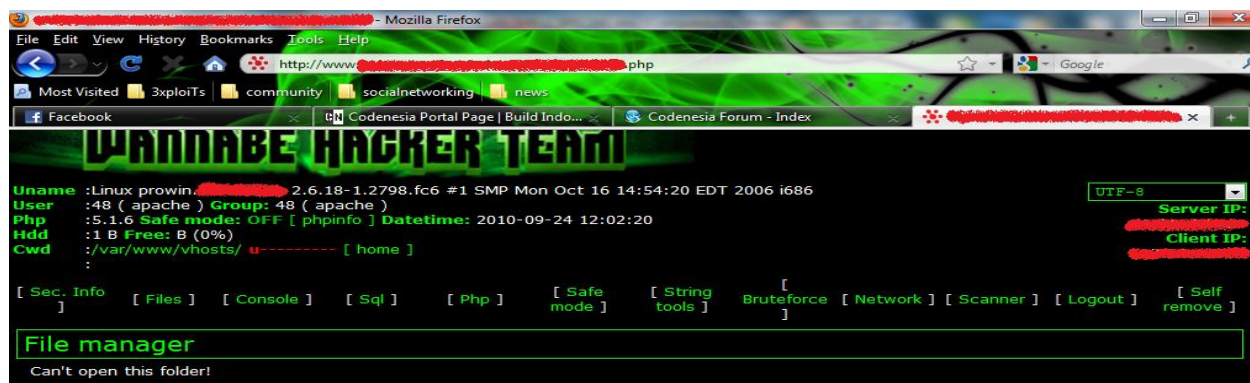 - Mozilla Firefox
File Edit View History Bookmarks Tools Help
http://www. .php
Google
Most Visited 3xploiTs community socialnetworking news
Facebook Codenesia Portal Page | Build Indo... Codenesia Forum - Index
WANNABE HACKER TEAM
Uname :Linux prowin. 2.6.18-1.2798.fc6 #1 SMP Mon Oct 16 14:54:20 EDT 2006 i686
UTF-8
User :48 ( apache ) Group: 48 ( apache )
Server IP:
Php :5.1.6 Safe mode: OFF [ phpinfo ] Datetime: 2010-09-24 12:02:20
Hdd :1 B Free: B (0%)
Client IP:
Cwd :/var/www/vhosts/ u--------- [ home ]
:
[ Sec. Info ] [ Files ] [ Console ] [ Sql ] [ Php ] [ Safe mode ] [ String tools ] [ Bruteforce ] [ Network ] [ Scanner ] [ Logout ] [ Self remove ]
File manager
Can't open this folder!